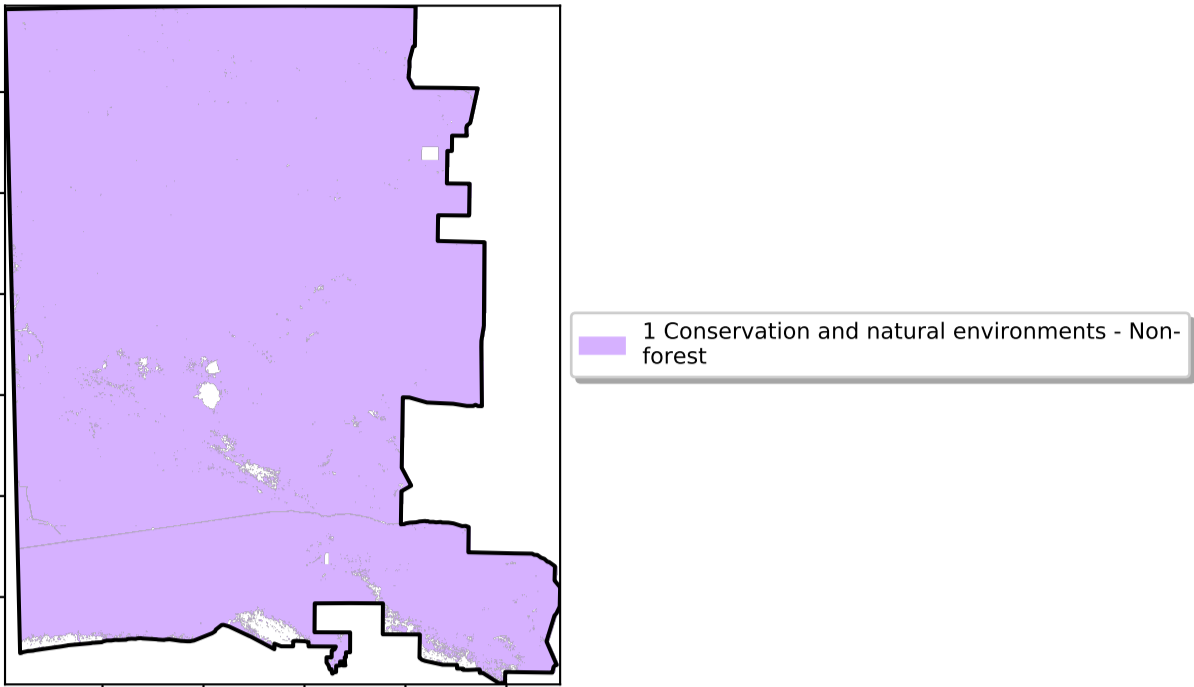 1 Conservation and natural environments - Non-
forest